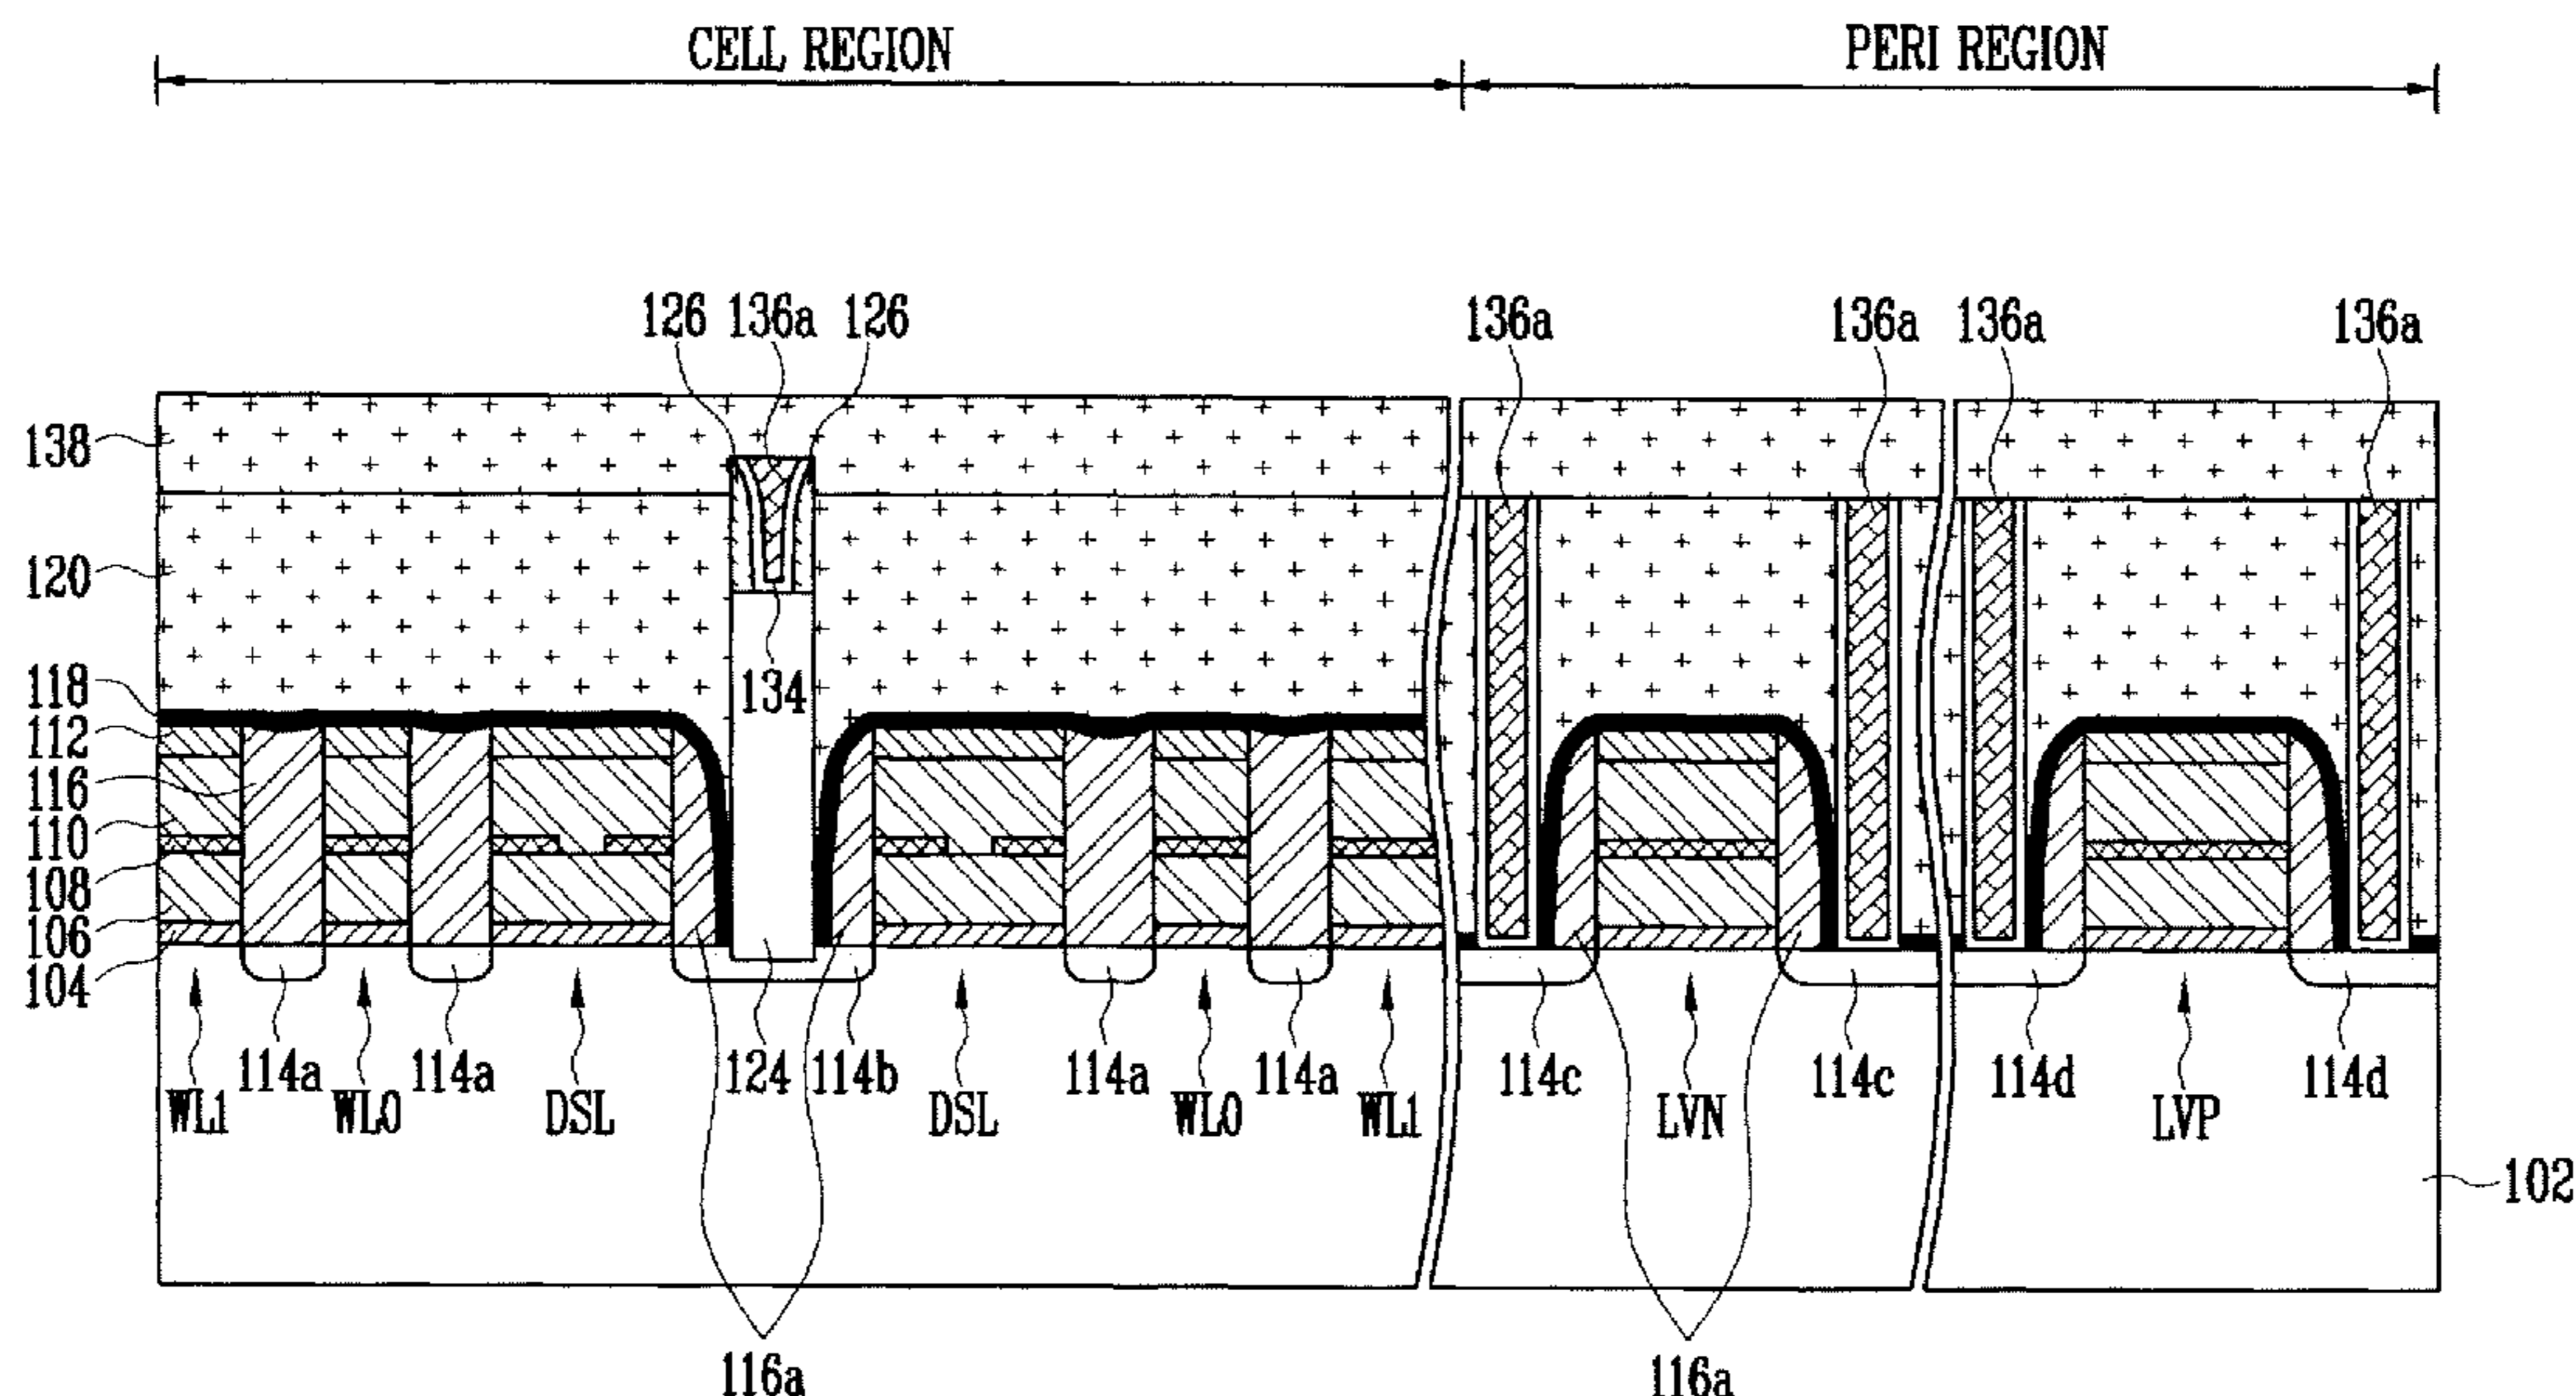 CELL REGION PERI REGION
126 136a 126 136a 136a 136a 136a
138
120
118
134
112
116
110
108
106
104
114a 114a 124 114b 114a 114a 114c 114c 114d 114d
WL1 WL0 DSL DSL WL0 WL1 LVN LVP
102
116a 116a